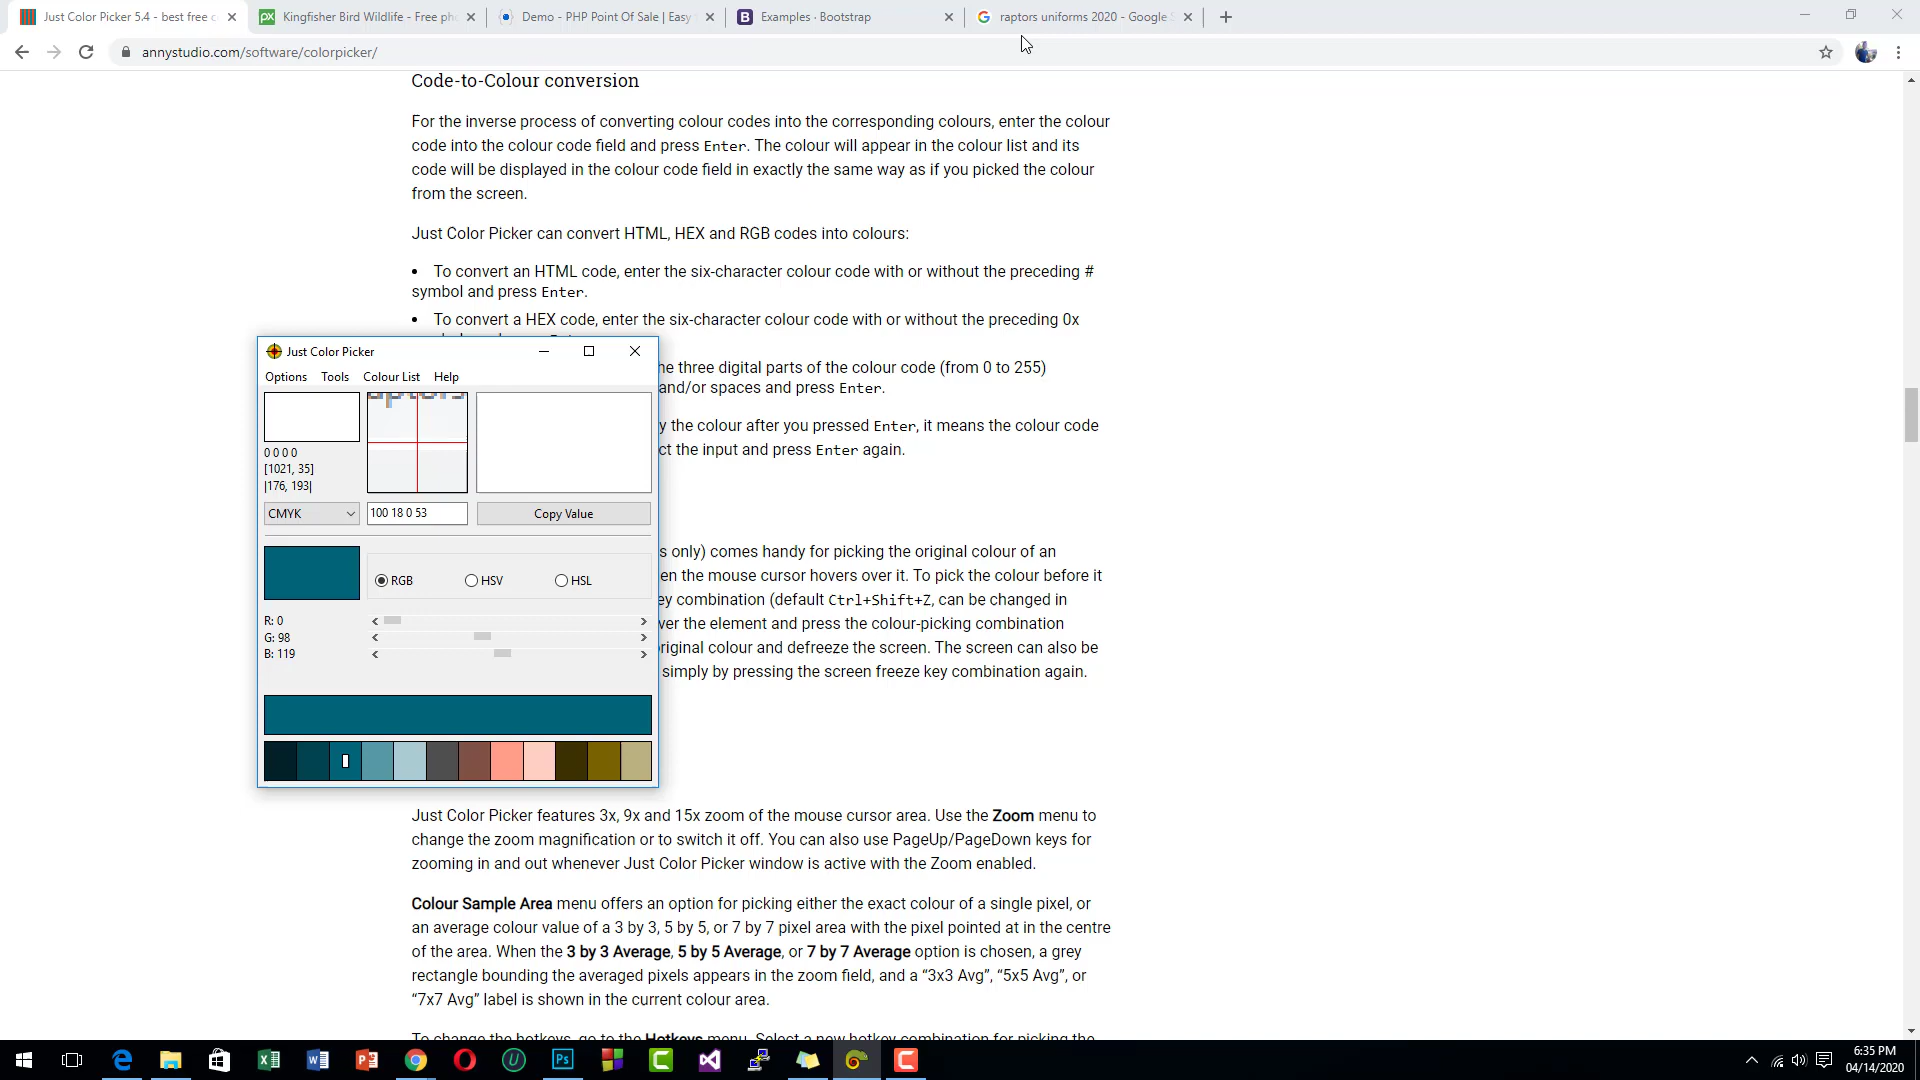 Just Color Picker 5.4 - best free c
Kingfisher Bird Wildlife - Free pho
Demo - PHP Point Of Sale | Easy
Examples · Bootstrap
raptors uniforms 2020 - Google S
annystudio.com/software/colorpicker/
Code-to-Colour conversion
For the inverse process of converting colour codes into the corresponding colours, enter the colour
code into the colour code field and press Enter. The colour will appear in the colour list and its
code will be displayed in the colour code field in exactly the same way as if you picked the colour
from the screen.
Just Color Picker can convert HTML, HEX and RGB codes into colours:
• To convert an HTML code, enter the six-character colour code with or without the preceding #
symbol and press Enter.
• To convert a HEX code, enter the six-character colour code with or without the preceding 0x
he three digital parts of the colour code (from 0 to 255)
and/or spaces and press Enter.
y the colour after you pressed Enter, it means the colour code
ct the input and press Enter again.
s only) comes handy for picking the original colour of an
en the mouse cursor hovers over it. To pick the colour before it
ey combination (default Ctrl+Shift+Z, can be changed in
ver the element and press the colour-picking combination
riginal colour and defreeze the screen. The screen can also be
simply by pressing the screen freeze key combination again.
Just Color Picker
Options Tools Colour List Help
0 0 0 0
[1021, 35]
|176, 193|
CMYK
100 18 0 53
Copy Value
RGB HSV HSL
R: 0
G: 98
B: 119
Just Color Picker features 3x, 9x and 15x zoom of the mouse cursor area. Use the Zoom menu to
change the zoom magnification or to switch it off. You can also use PageUp/PageDown keys for
zooming in and out whenever Just Color Picker window is active with the Zoom enabled.
Colour Sample Area menu offers an option for picking either the exact colour of a single pixel, or
an average colour value of a 3 by 3, 5 by 5, or 7 by 7 pixel area with the pixel pointed at in the centre
of the area. When the 3 by 3 Average, 5 by 5 Average, or 7 by 7 Average option is chosen, a grey
rectangle bounding the averaged pixels appears in the zoom field, and a “3x3 Avg”, “5x5 Avg”, or
“7x7 Avg” label is shown in the current colour area.
To change the hotkeys, go to the Hotkeys menu. Select a new hotkey combination for picking the
6:35 PM
04/14/2020